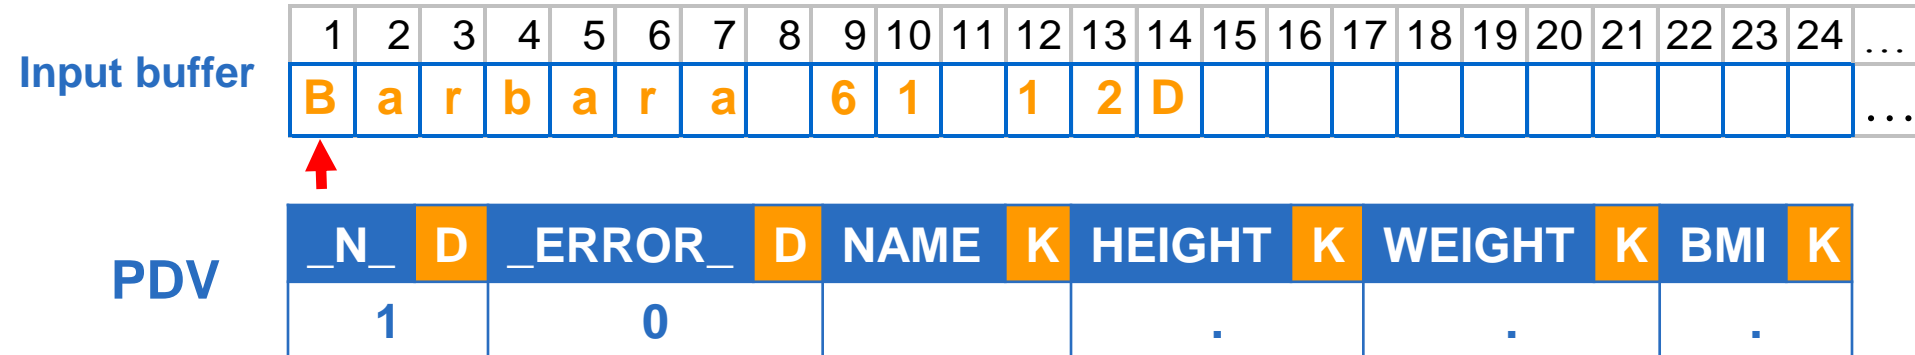 1 2 3 4 5 6 7 8 9 10 11 12 13 14 15 16 17 18 19 20 21 22 23 24 ...
Input buffer
B a r b a r a 6 1 1 2 D ...
_N_ D _ERROR_ D NAME K HEIGHT K WEIGHT K BMI K
PDV
1 0 . . .